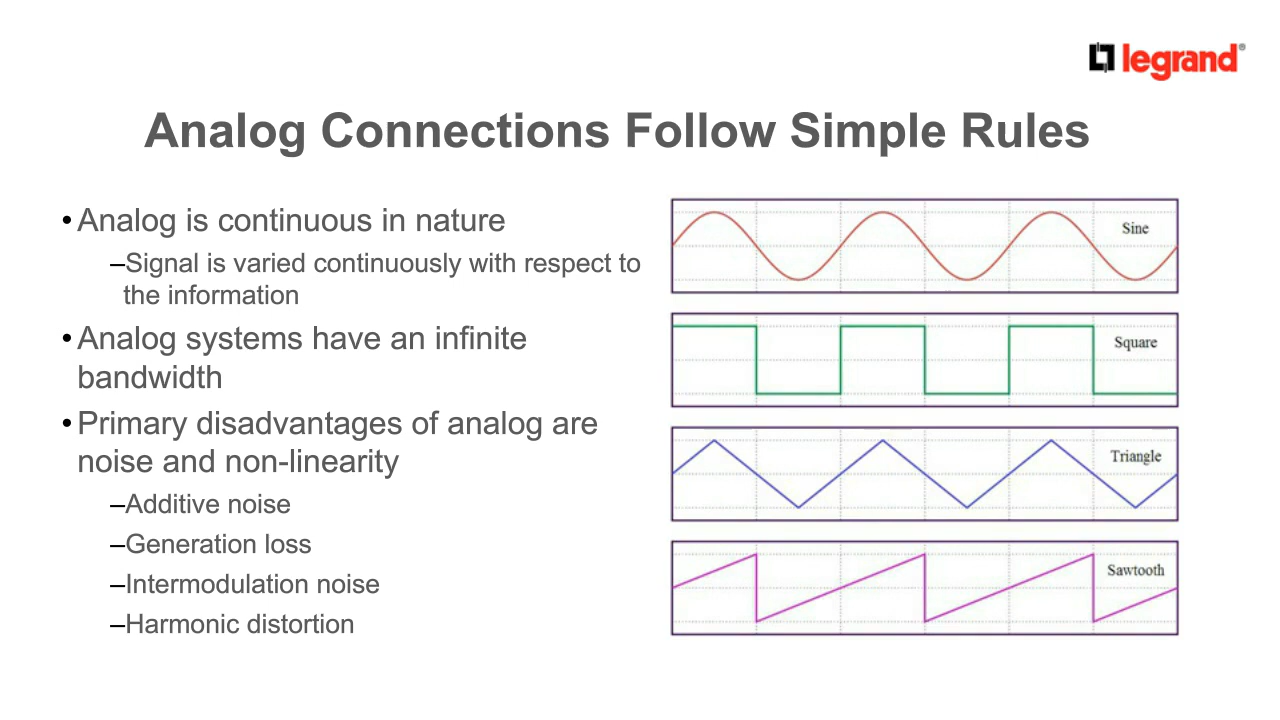 legrand®
Analog Connections Follow Simple Rules
•Analog is continuous in nature
–Signal is varied continuously with respect to
the information
•Analog systems have an infinite
bandwidth
•Primary disadvantages of analog are
noise and non-linearity
–Additive noise
–Generation loss
–Intermodulation noise
–Harmonic distortion
Sine
Square
Triangle
Sawtooth